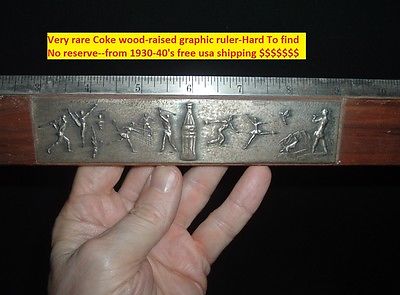 Very rare Coke wood-raised graphic ruler-Hard To find
No reserve--from 1930-40's free usa shipping $$$$$$$